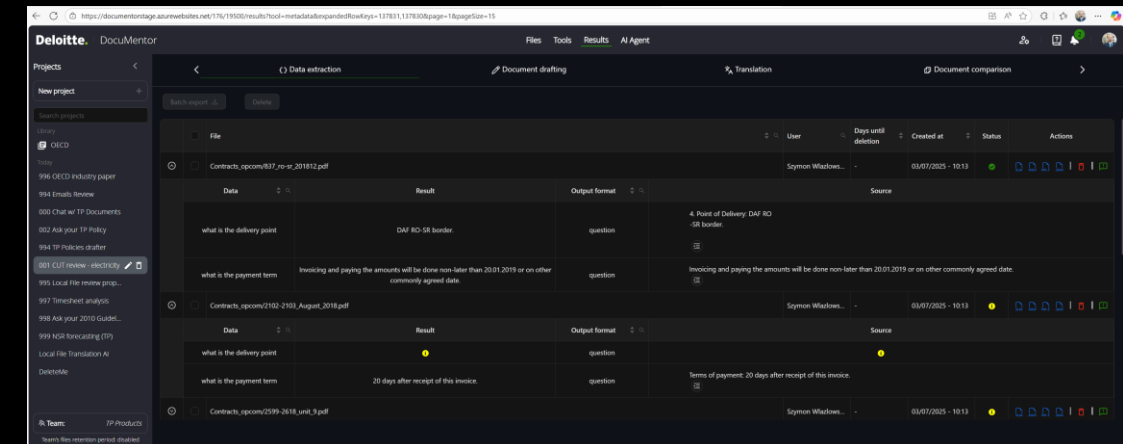 https://documentorstage.azurewebsites.net/176/19500/results?tool=metadata&expandedRowKeys=137831,137830&page=1&pageSize=15
Deloitte. DocuMentor
Files Tools Results AI Agent
2
Projects
Data extraction Document drafting Translation Document comparison
New project +
Batch export Delete
Search projects
Library
OECD
Today
996 OECD industry paper
994 Emails Review
000 Chat w/ TP Documents
002 Ask your TP Policy
994 TP Policies drafter
001 CUT review - electricity
995 Local File review prop...
997 Timesheet analysis
998 Ask your 2010 Guidel...
999 NSR forecasting (TP)
Local File Translation AI
DeleteMe
Team: TP Products
Team's files retention period: disabled
File User Days until deletion Created at Status Actions
Contracts_opcom/837_ro-sr_201812.pdf Szymon Wlazlows... - 03/07/2025 - 10:13
Data Result Output format Source
what is the delivery point DAF RO-SR border. question 4. Point of Delivery: DAF RO
-SR border.
what is the payment term Invoicing and paying the amounts will be done non-later than 20.01.2019 or on other
commonly agreed date. question Invoicing and paying the amounts will be done non-later than 20.01.2019 or on other commonly agreed date.
Contracts_opcom/2102-2103_August_2018.pdf Szymon Wlazlows... - 03/07/2025 - 10:13
Data Result Output format Source
what is the delivery point question
what is the payment term 20 days after receipt of this invoice. question Terms of payment: 20 days after receipt of this invoice.
Contracts_opcom/2599-2618_unit_9.pdf Szymon Wlazlows... - 03/07/2025 - 10:13